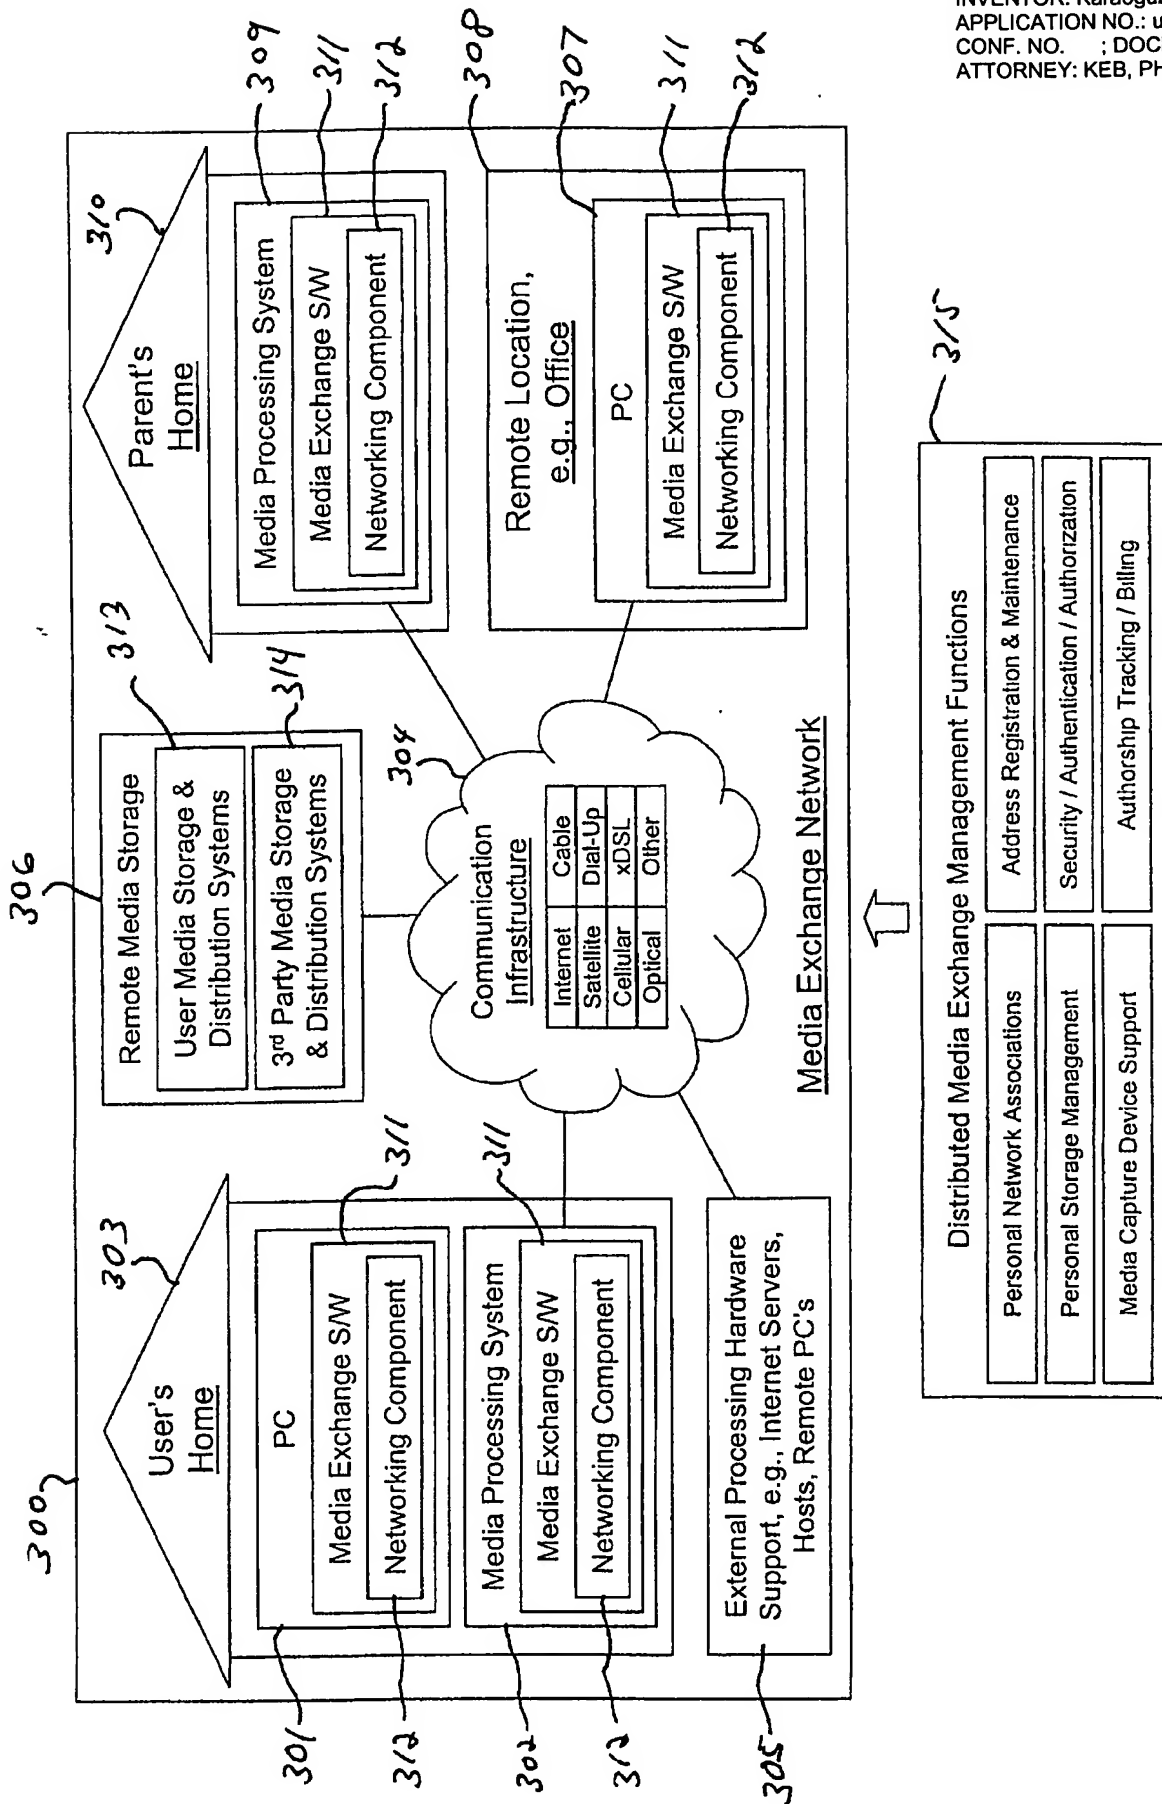 INVENTOR: Karaoguz
APPLICATION NO.: u
CONF. NO. ; DOC
ATTORNEY: KEB, PH
300
303
User's
Home
PC
Media Exchange S/W
Networking Component
301
311
312
Media Processing System
Media Exchange S/W
Networking Component
302
311
312
External Processing Hardware
Support, e.g., Internet Servers,
Hosts, Remote PC's
305
306
Remote Media Storage
User Media Storage &
Distribution Systems
313
3rd Party Media Storage
& Distribution Systems
314
304
Communication
Infrastructure
Internet Cable
Satellite Dial-Up
Cellular xDSL
Optical Other
Media Exchange Network
310
Parent's
Home
Media Processing System
Media Exchange S/W
Networking Component
309
311
312
Remote Location,
e.g., Office
PC
Media Exchange S/W
Networking Component
308
307
311
312
315
Distributed Media Exchange Management Functions
Personal Network Associations
Address Registration & Maintenance
Personal Storage Management
Security / Authentication / Authorization
Media Capture Device Support
Authorship Tracking / Billing